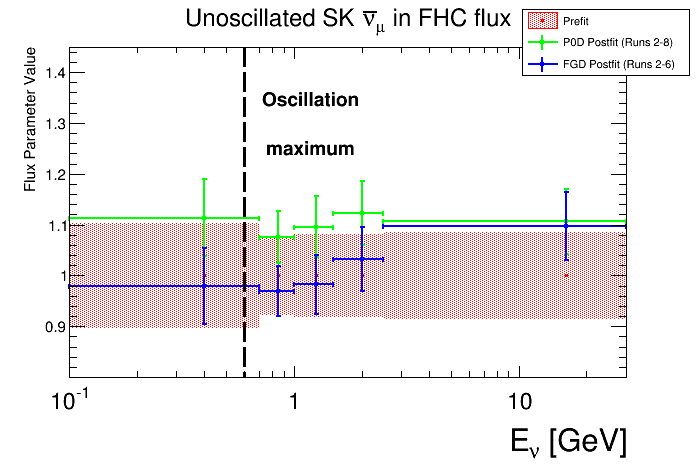 Unoscillated SK ν̅μ in FHC flux
Prefit
P0D Postfit (Runs 2-8)
FGD Postfit (Runs 2-6)
Flux Parameter Value
1.4
1.3
1.2
1.1
1
0.9
Oscillation
maximum
10⁻¹
1
10
Eν [GeV]